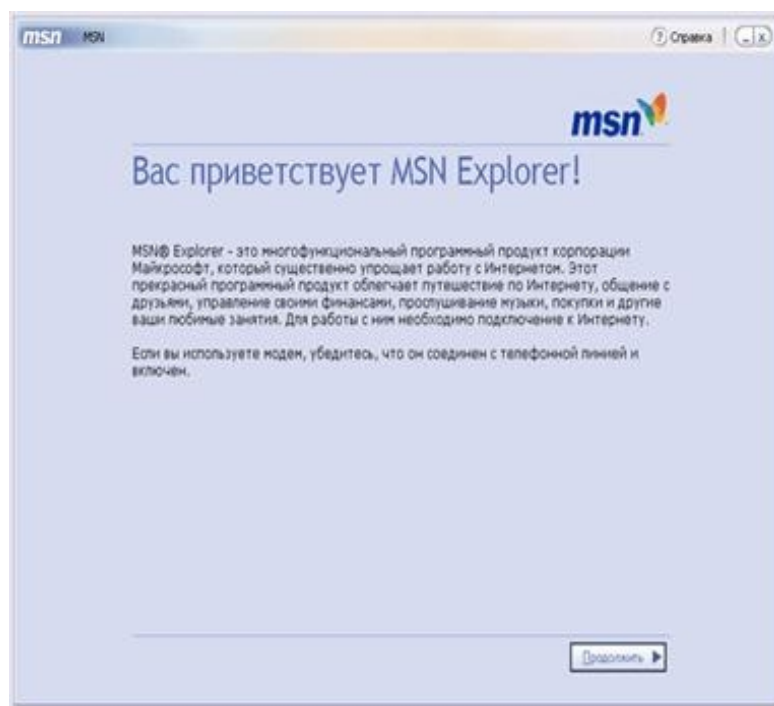 msn MSN Справка
msn
Вас приветствует MSN Explorer!
MSN® Explorer - это многофункциональный программный продукт корпорации
Майкрософт, который существенно упрощает работу с Интернетом. Этот
прекрасный программный продукт облегчает путешествие по Интернету, общение с
друзьями, управление своими финансами, прослушивание музыки, покупки и другие
ваши любимые занятия. Для работы с ним необходимо подключение к Интернету.
Если вы используете модем, убедитесь, что он соединен с телефонной линией и
включен.
Продолжить